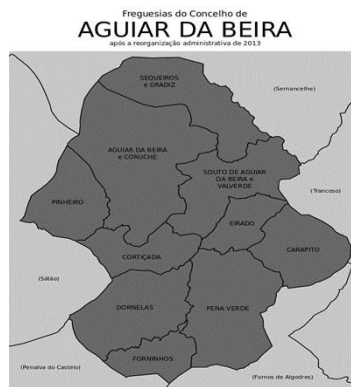 Freguesias do Concelho de
AGUIAR DA BEIRA
após a reorganização administrativa de 2013
SEQUEIROS
e GRADIZ
(Sernancelhe)
AGUIAR DA BEIRA
e CORUCHE
SOUTO DE AGUIAR
DA BEIRA e
VALVERDE
(Trancoso)
PINHEIRO
EIRADO
CARAPITO
CORTIÇADA
(Sátão)
DORNELAS
PENA VERDE
FORNINHOS
(Penalva do Castelo)
(Fornos de Algodres)